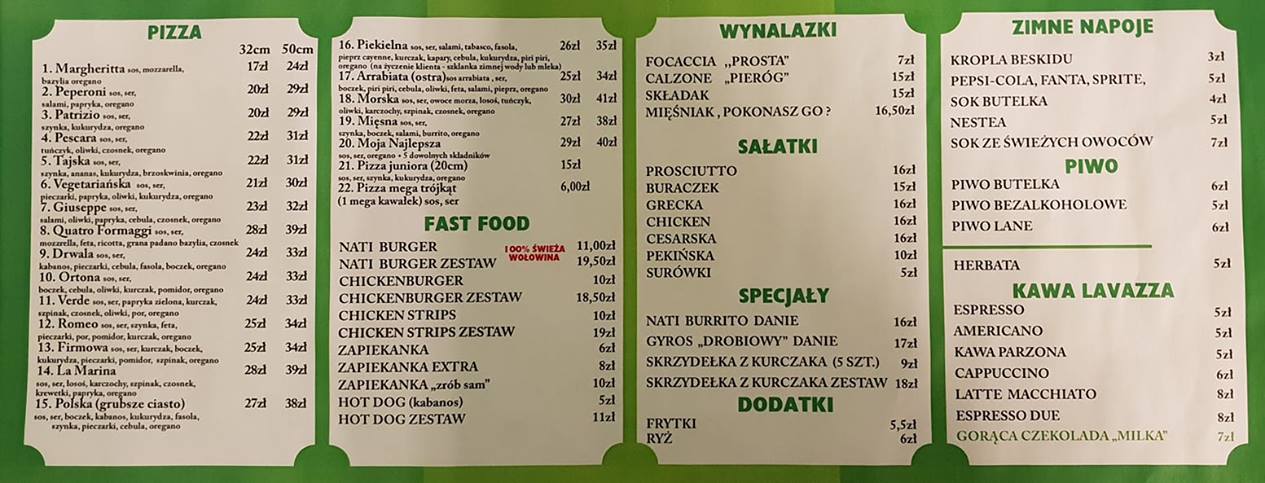 PIZZA
32cm 50cm
1. Margheritta sos, mozzarella, 17zł 24zł
bazylia oregano
2. Peperoni sos, ser, 20zł 29zł
salami, papryka, oregano
3. Patrizio sos, ser, 20zł 29zł
szynka, kukurydza, oregano
4. Pescara sos, ser, 22zł 31zł
tuńczyk, oliwki, czosnek, oregano
5. Tajska sos, ser, 22zł 31zł
szynka, ananas, kukurydza, brzoskwinia, oregano
6. Vegetariańska sos, ser, 21zł 30zł
pieczarki, papryka, oliwki, kukurydza, oregano
7. Giuseppe sos, ser, 23zł 32zł
salami, oliwki, papryka, cebula, czosnek, oregano
8. Quatro Formaggi sos, ser, 28zł 39zł
mozzrella, feta, ricotta, grana padano bazylia, czosnek
9. Drwala sos, ser, 24zł 33zł
kabanos, pieczarki, cebula, fasola, boczek, oregano
10. Ortona sos, ser, 24zł 33zł
boczek, cebula, oliwki, kurczak, pomidor, oregano
11. Verde sos, ser, papryka zielona, kurczak, 24zł 33zł
szpinak, czosnek, oliwki, por, oregano
12. Romeo sos, ser, szynka, feta, 25zł 34zł
pieczarki, por, pomidor, kurczak, oregano
13. Firmowa sos, ser, kurczak, boczek, 25zł 34zł
kukurydza, pieczarki, pomidor, szpinak, oregano
14. La Marina 28zł 39zł
sos, ser, łosoś, karczochy, szpinak, czosnek,
krewetki, papryka, oregano
15. Polska (grubsze ciasto) 27zł 38zł
sos, ser, boczek, kabanos, kukurydza, fasola,
szynka, pieczarki, cebula, oregano
16. Piekielna sos, ser, salami, tabasco, fasola, 26zł 35zł
pieprz cayenne, kurczak, kapary, cebula, kukurydza, piri piri,
oregano (na życzenie klienta - szklanka zimnej wody lub mleka)
17. Arrabiata (ostra)sos arrabiata , ser, 25zł 34zł
boczek, piri piri, cebula, oliwki, feta, salami, pieprz, oregano
18. Morska sos, ser, owoce morza, łosoś, tuńczyk, 30zł 41zł
oliwki, karczochy, szpinak, czosnek, oregano
19. Mięsna sos, ser, 27zł 38zł
szynka, boczek, salami, burrito, oregano
20. Moja Najlepsza 29zł 40zł
sos, ser, oregano + 5 dowolnych składników
21. Pizza juniora (20cm) 15zł
sos, ser, szynka, kukurydza, oregano
22. Pizza mega trójkąt 6,00zł
(1 mega kawałek) sos, ser
FAST FOOD
NATI BURGER 11,00zł
100% ŚWIEŻA
WOŁOWINA
NATI BURGER ZESTAW 19,50zł
CHICKENBURGER 10zł
CHICKENBURGER ZESTAW 18,50zł
CHICKEN STRIPS 10zł
CHICKEN STRIPS ZESTAW 19zł
ZAPIEKANKA 6zł
ZAPIEKANKA EXTRA 8zł
ZAPIEKANKA „zrób sam" 10zł
HOT DOG (kabanos) 5zł
HOT DOG ZESTAW 11zł
WYNALAZKI
FOCACCIA ,,PROSTA" 7zł
CALZONE „PIERÓG" 15zł
SKŁADAK 15zł
MIĘŚNIAK , POKONASZ GO ? 16,50zł
SAŁATKI
PROSCIUTTO 16zł
BURACZEK 15zł
GRECKA 16zł
CHICKEN 16zł
CESARSKA 16zł
PEKIŃSKA 10zł
SURÓWKI 5zł
SPECJAŁY
NATI BURRITO DANIE 16zł
GYROS „DROBIOWY" DANIE 17zł
SKRZYDEŁKA Z KURCZAKA (5 SZT.) 9zł
SKRZYDEŁKA Z KURCZAKA ZESTAW 18zł
DODATKI
FRYTKI 5,5zł
RYŻ 6zł
ZIMNE NAPOJE
KROPLA BESKIDU 3zł
PEPSI-COLA, FANTA, SPRITE, 5zł
SOK BUTELKA 4zł
NESTEA 5zł
SOK ZE ŚWIEŻYCH OWOCÓW 7zł
PIWO
PIWO BUTELKA 6zł
PIWO BEZALKOHOLOWE 5zł
PIWO LANE 6zł
HERBATA 5zł
KAWA LAVAZZA
ESPRESSO 5zł
AMERICANO 5zł
KAWA PARZONA 5zł
CAPPUCCINO 6zł
LATTE MACCHIATO 8zł
ESPRESSO DUE 8zł
GORĄCA CZEKOLADA „MILKA" 7zł